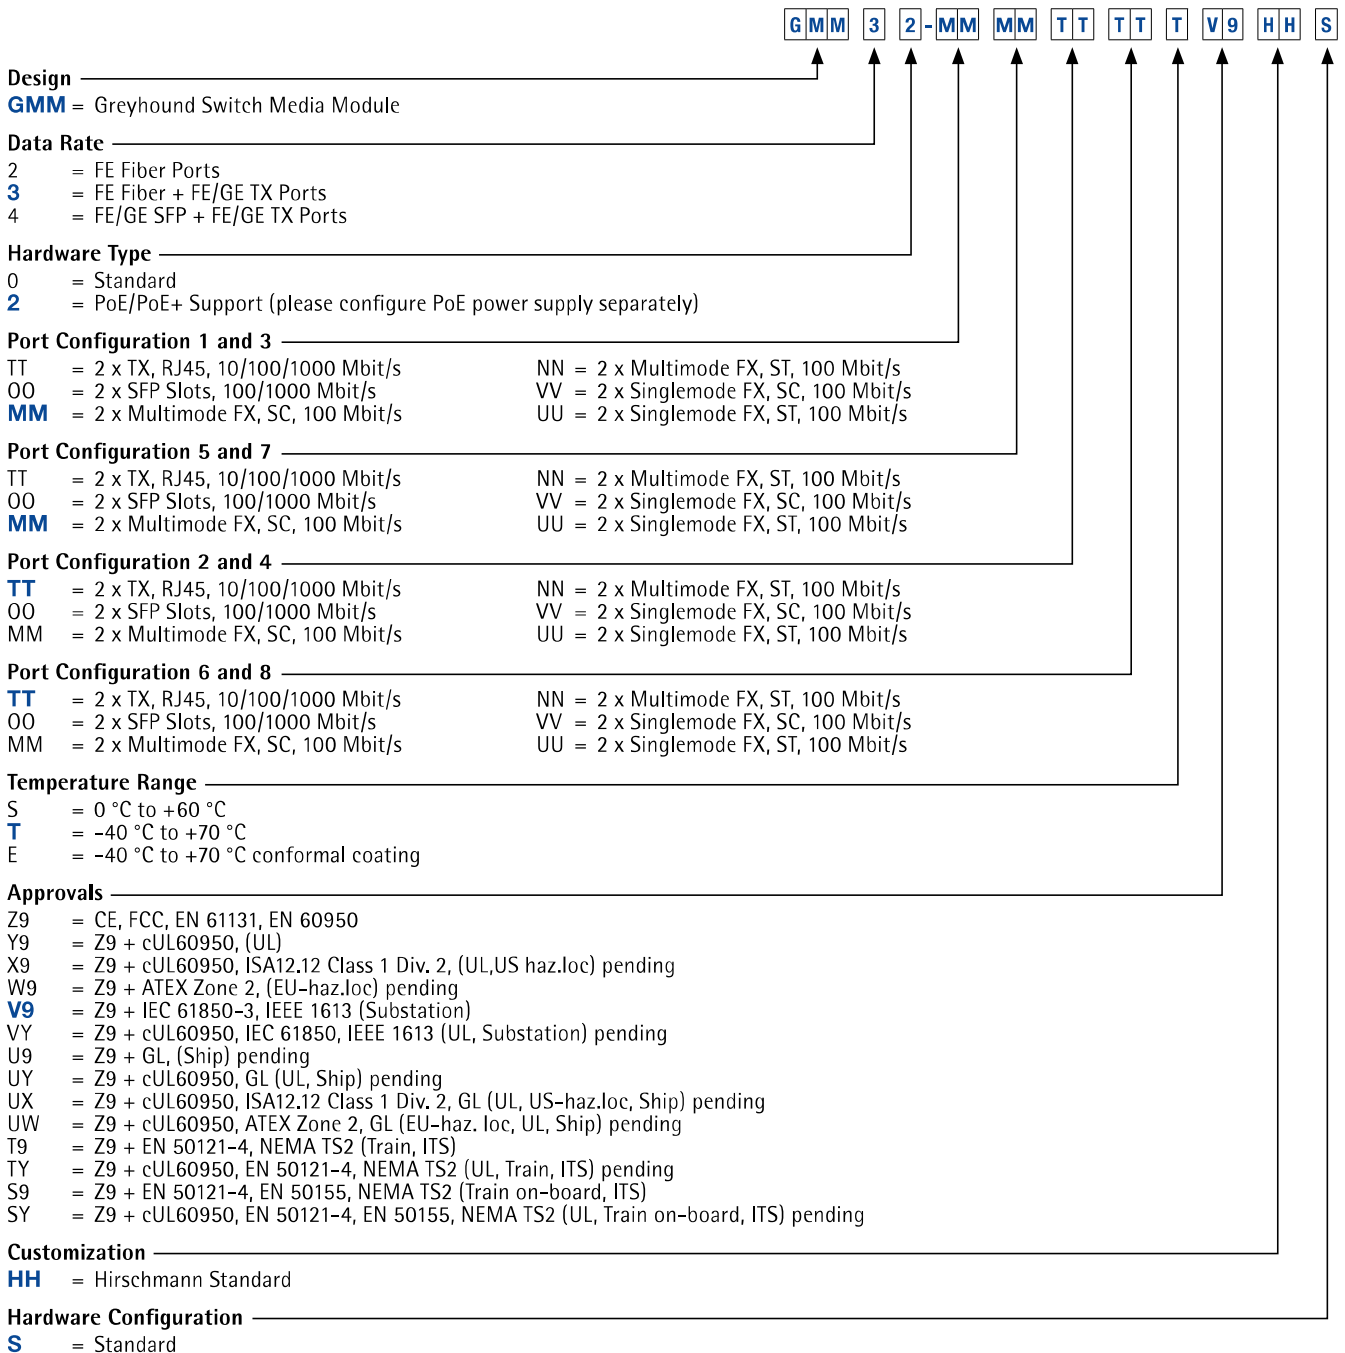 GMM 3 2-MM MM TT TT T V9 HH S
Design
GMM = Greyhound Switch Media Module
Data Rate
2 = FE Fiber Ports
3 = FE Fiber + FE/GE TX Ports
4 = FE/GE SFP + FE/GE TX Ports
Hardware Type
0 = Standard
2 = PoE/PoE+ Support (please configure PoE power supply separately)
Port Configuration 1 and 3
TT = 2 x TX, RJ45, 10/100/1000 Mbit/s NN = 2 x Multimode FX, ST, 100 Mbit/s
OO = 2 x SFP Slots, 100/1000 Mbit/s VV = 2 x Singlemode FX, SC, 100 Mbit/s
MM = 2 x Multimode FX, SC, 100 Mbit/s UU = 2 x Singlemode FX, ST, 100 Mbit/s
Port Configuration 5 and 7
TT = 2 x TX, RJ45, 10/100/1000 Mbit/s NN = 2 x Multimode FX, ST, 100 Mbit/s
OO = 2 x SFP Slots, 100/1000 Mbit/s VV = 2 x Singlemode FX, SC, 100 Mbit/s
MM = 2 x Multimode FX, SC, 100 Mbit/s UU = 2 x Singlemode FX, ST, 100 Mbit/s
Port Configuration 2 and 4
TT = 2 x TX, RJ45, 10/100/1000 Mbit/s NN = 2 x Multimode FX, ST, 100 Mbit/s
OO = 2 x SFP Slots, 100/1000 Mbit/s VV = 2 x Singlemode FX, SC, 100 Mbit/s
MM = 2 x Multimode FX, SC, 100 Mbit/s UU = 2 x Singlemode FX, ST, 100 Mbit/s
Port Configuration 6 and 8
TT = 2 x TX, RJ45, 10/100/1000 Mbit/s NN = 2 x Multimode FX, ST, 100 Mbit/s
OO = 2 x SFP Slots, 100/1000 Mbit/s VV = 2 x Singlemode FX, SC, 100 Mbit/s
MM = 2 x Multimode FX, SC, 100 Mbit/s UU = 2 x Singlemode FX, ST, 100 Mbit/s
Temperature Range
S = 0 °C to +60 °C
T = -40 °C to +70 °C
E = -40 °C to +70 °C conformal coating
Approvals
Z9 = CE, FCC, EN 61131, EN 60950
Y9 = Z9 + cUL60950, (UL)
X9 = Z9 + cUL60950, ISA12.12 Class 1 Div. 2, (UL,US haz.loc) pending
W9 = Z9 + ATEX Zone 2, (EU-haz.loc) pending
V9 = Z9 + IEC 61850-3, IEEE 1613 (Substation)
VY = Z9 + cUL60950, IEC 61850, IEEE 1613 (UL, Substation) pending
U9 = Z9 + GL, (Ship) pending
UY = Z9 + cUL60950, GL (UL, Ship) pending
UX = Z9 + cUL60950, ISA12.12 Class 1 Div. 2, GL (UL, US-haz.loc, Ship) pending
UW = Z9 + cUL60950, ATEX Zone 2, GL (EU-haz. loc, UL, Ship) pending
T9 = Z9 + EN 50121-4, NEMA TS2 (Train, ITS)
TY = Z9 + cUL60950, EN 50121-4, NEMA TS2 (UL, Train, ITS) pending
S9 = Z9 + EN 50121-4, EN 50155, NEMA TS2 (Train on-board, ITS)
SY = Z9 + cUL60950, EN 50121-4, EN 50155, NEMA TS2 (UL, Train on-board, ITS) pending
Customization
HH = Hirschmann Standard
Hardware Configuration
S = Standard